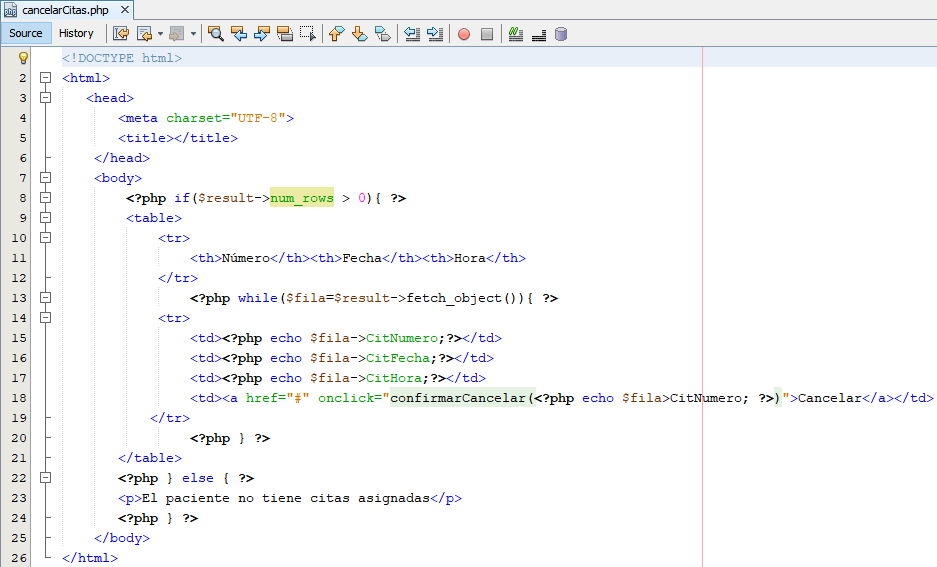 cancelarCitas.php
Source History
<!DOCTYPE html>
2 <html>
3 <head>
4 <meta charset="UTF-8">
5 <title></title>
6 </head>
7 <body>
8 <?php if($result->num_rows > 0){ ?>
9 <table>
10 <tr>
11 <th>Número</th><th>Fecha</th><th>Hora</th>
12 </tr>
13 <?php while($fila=$result->fetch_object()){ ?>
14 <tr>
15 <td><?php echo $fila->CitNumero;?></td>
16 <td><?php echo $fila->CitFecha;?></td>
17 <td><?php echo $fila->CitHora;?></td>
18 <td><a href="#" onclick="confirmarCancelar(<?php echo $fila>CitNumero; ?>)">Cancelar</a></td>
19 </tr>
20 <?php } ?>
21 </table>
22 <?php } else { ?>
23 <p>El paciente no tiene citas asignadas</p>
24 <?php } ?>
25 </body>
26 </html>